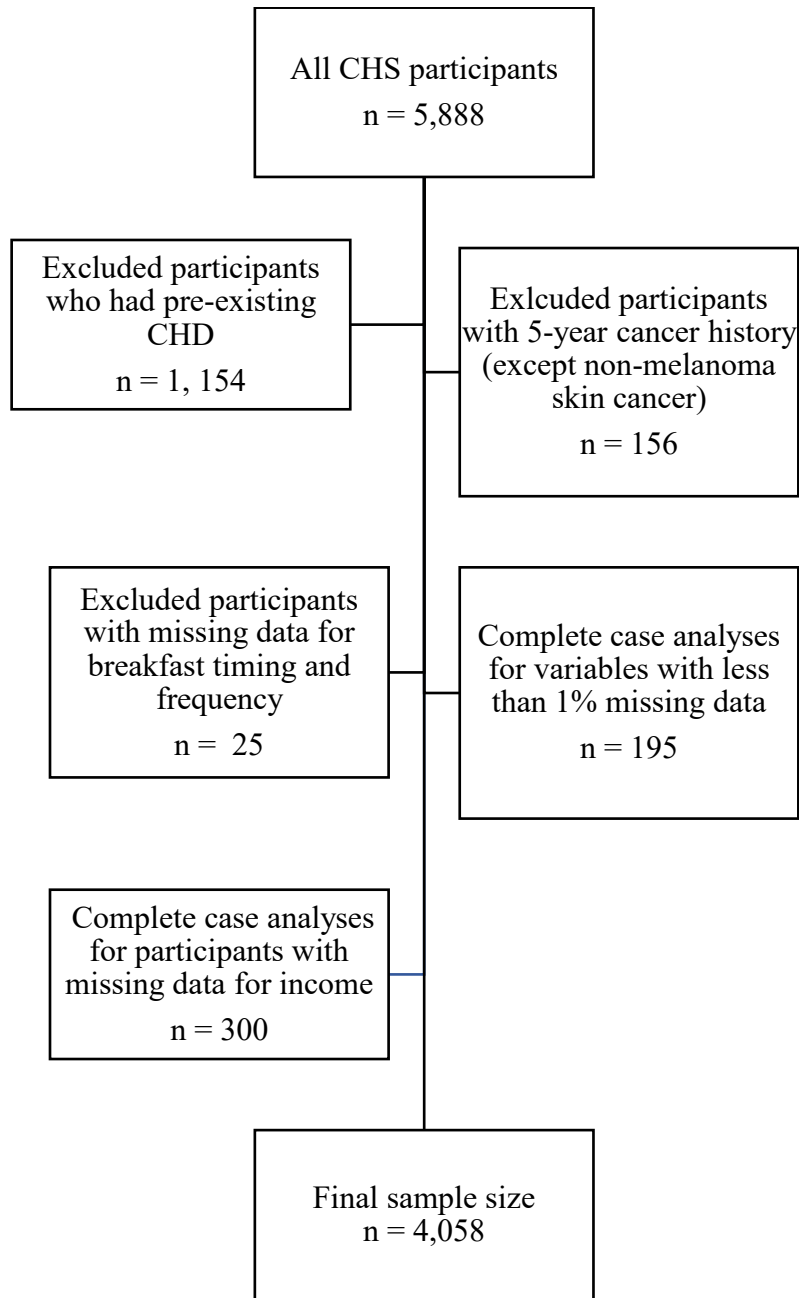 All CHS participants
n = 5,888
Excluded participants
who had pre-existing
CHD
n = 1, 154
Exlcuded participants
with 5-year cancer history
(except non-melanoma
skin cancer)
n = 156
Excluded participants
with missing data for
breakfast timing and
frequency
n =  25
Complete case analyses
for variables with less
than 1% missing data
n = 195
Complete case analyses
for participants with
missing data for income
n = 300
Final sample size
n = 4,058